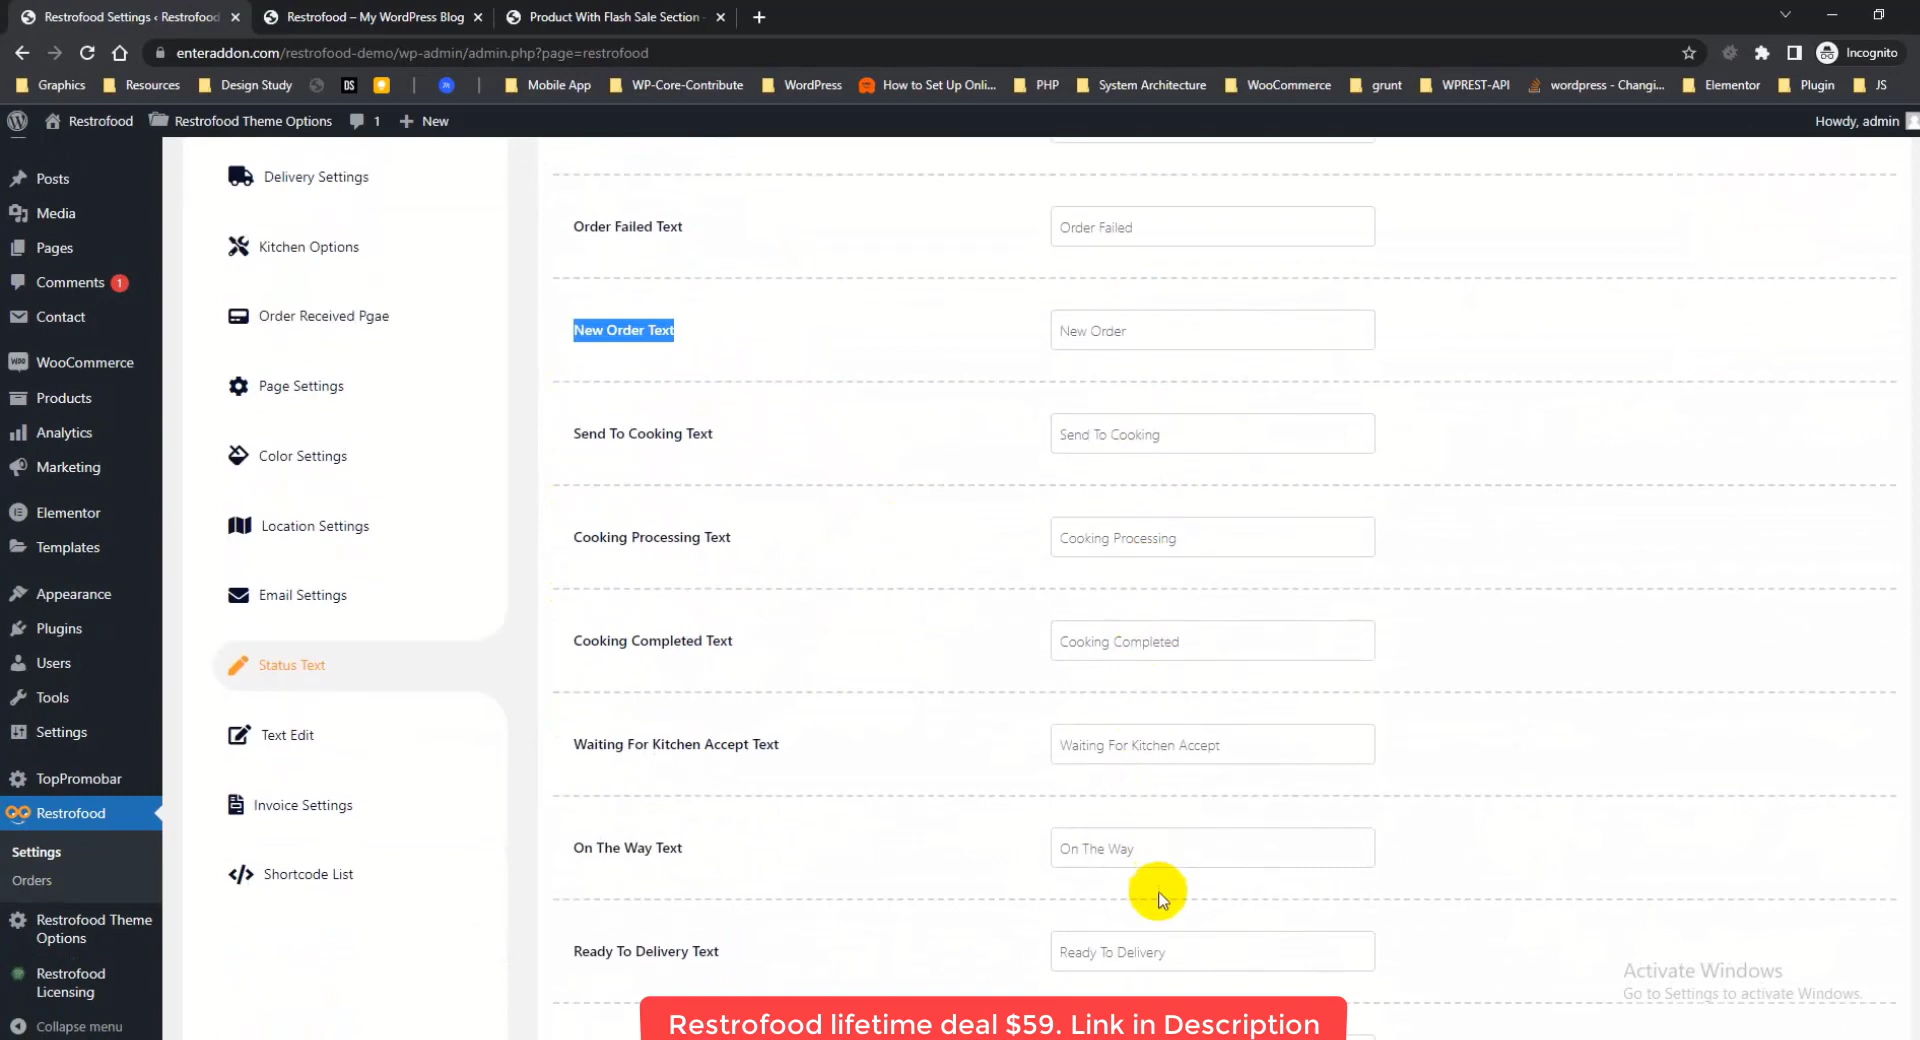 Restrofood Settings ‹ Restrofood
Restrofood – My WordPress Blog
Product With Flash Sale Section -
enteraddon.com/restrofood-demo/wp-admin/admin.php?page=restrofood
Incognito
Graphics
Resources
Design Study
DS
Mobile App
WP-Core-Contribute
WordPress
How to Set Up Onli...
PHP
System Architecture
WooCommerce
grunt
WPREST-API
wordpress - Changi...
Elementor
Plugin
JS
Restrofood
Restrofood Theme Options
1
New
Howdy, admin
Posts
Media
Pages
Comments 1
Contact
WooCommerce
Products
Analytics
Marketing
Elementor
Templates
Appearance
Plugins
Users
Tools
Settings
TopPromobar
Restrofood
Settings
Orders
Restrofood Theme
Options
Restrofood
Licensing
Collapse menu
Delivery Settings
Kitchen Options
Order Received Pgae
Page Settings
Color Settings
Location Settings
Email Settings
Status Text
Text Edit
Invoice Settings
Shortcode List
Order Failed Text
Order Failed
New Order Text
New Order
Send To Cooking Text
Send To Cooking
Cooking Processing Text
Cooking Processing
Cooking Completed Text
Cooking Completed
Waiting For Kitchen Accept Text
Waiting For Kitchen Accept
On The Way Text
On The Way
Ready To Delivery Text
Ready To Delivery
Activate Windows
Go to Settings to activate Windows.
Restrofood lifetime deal $59. Link in Description